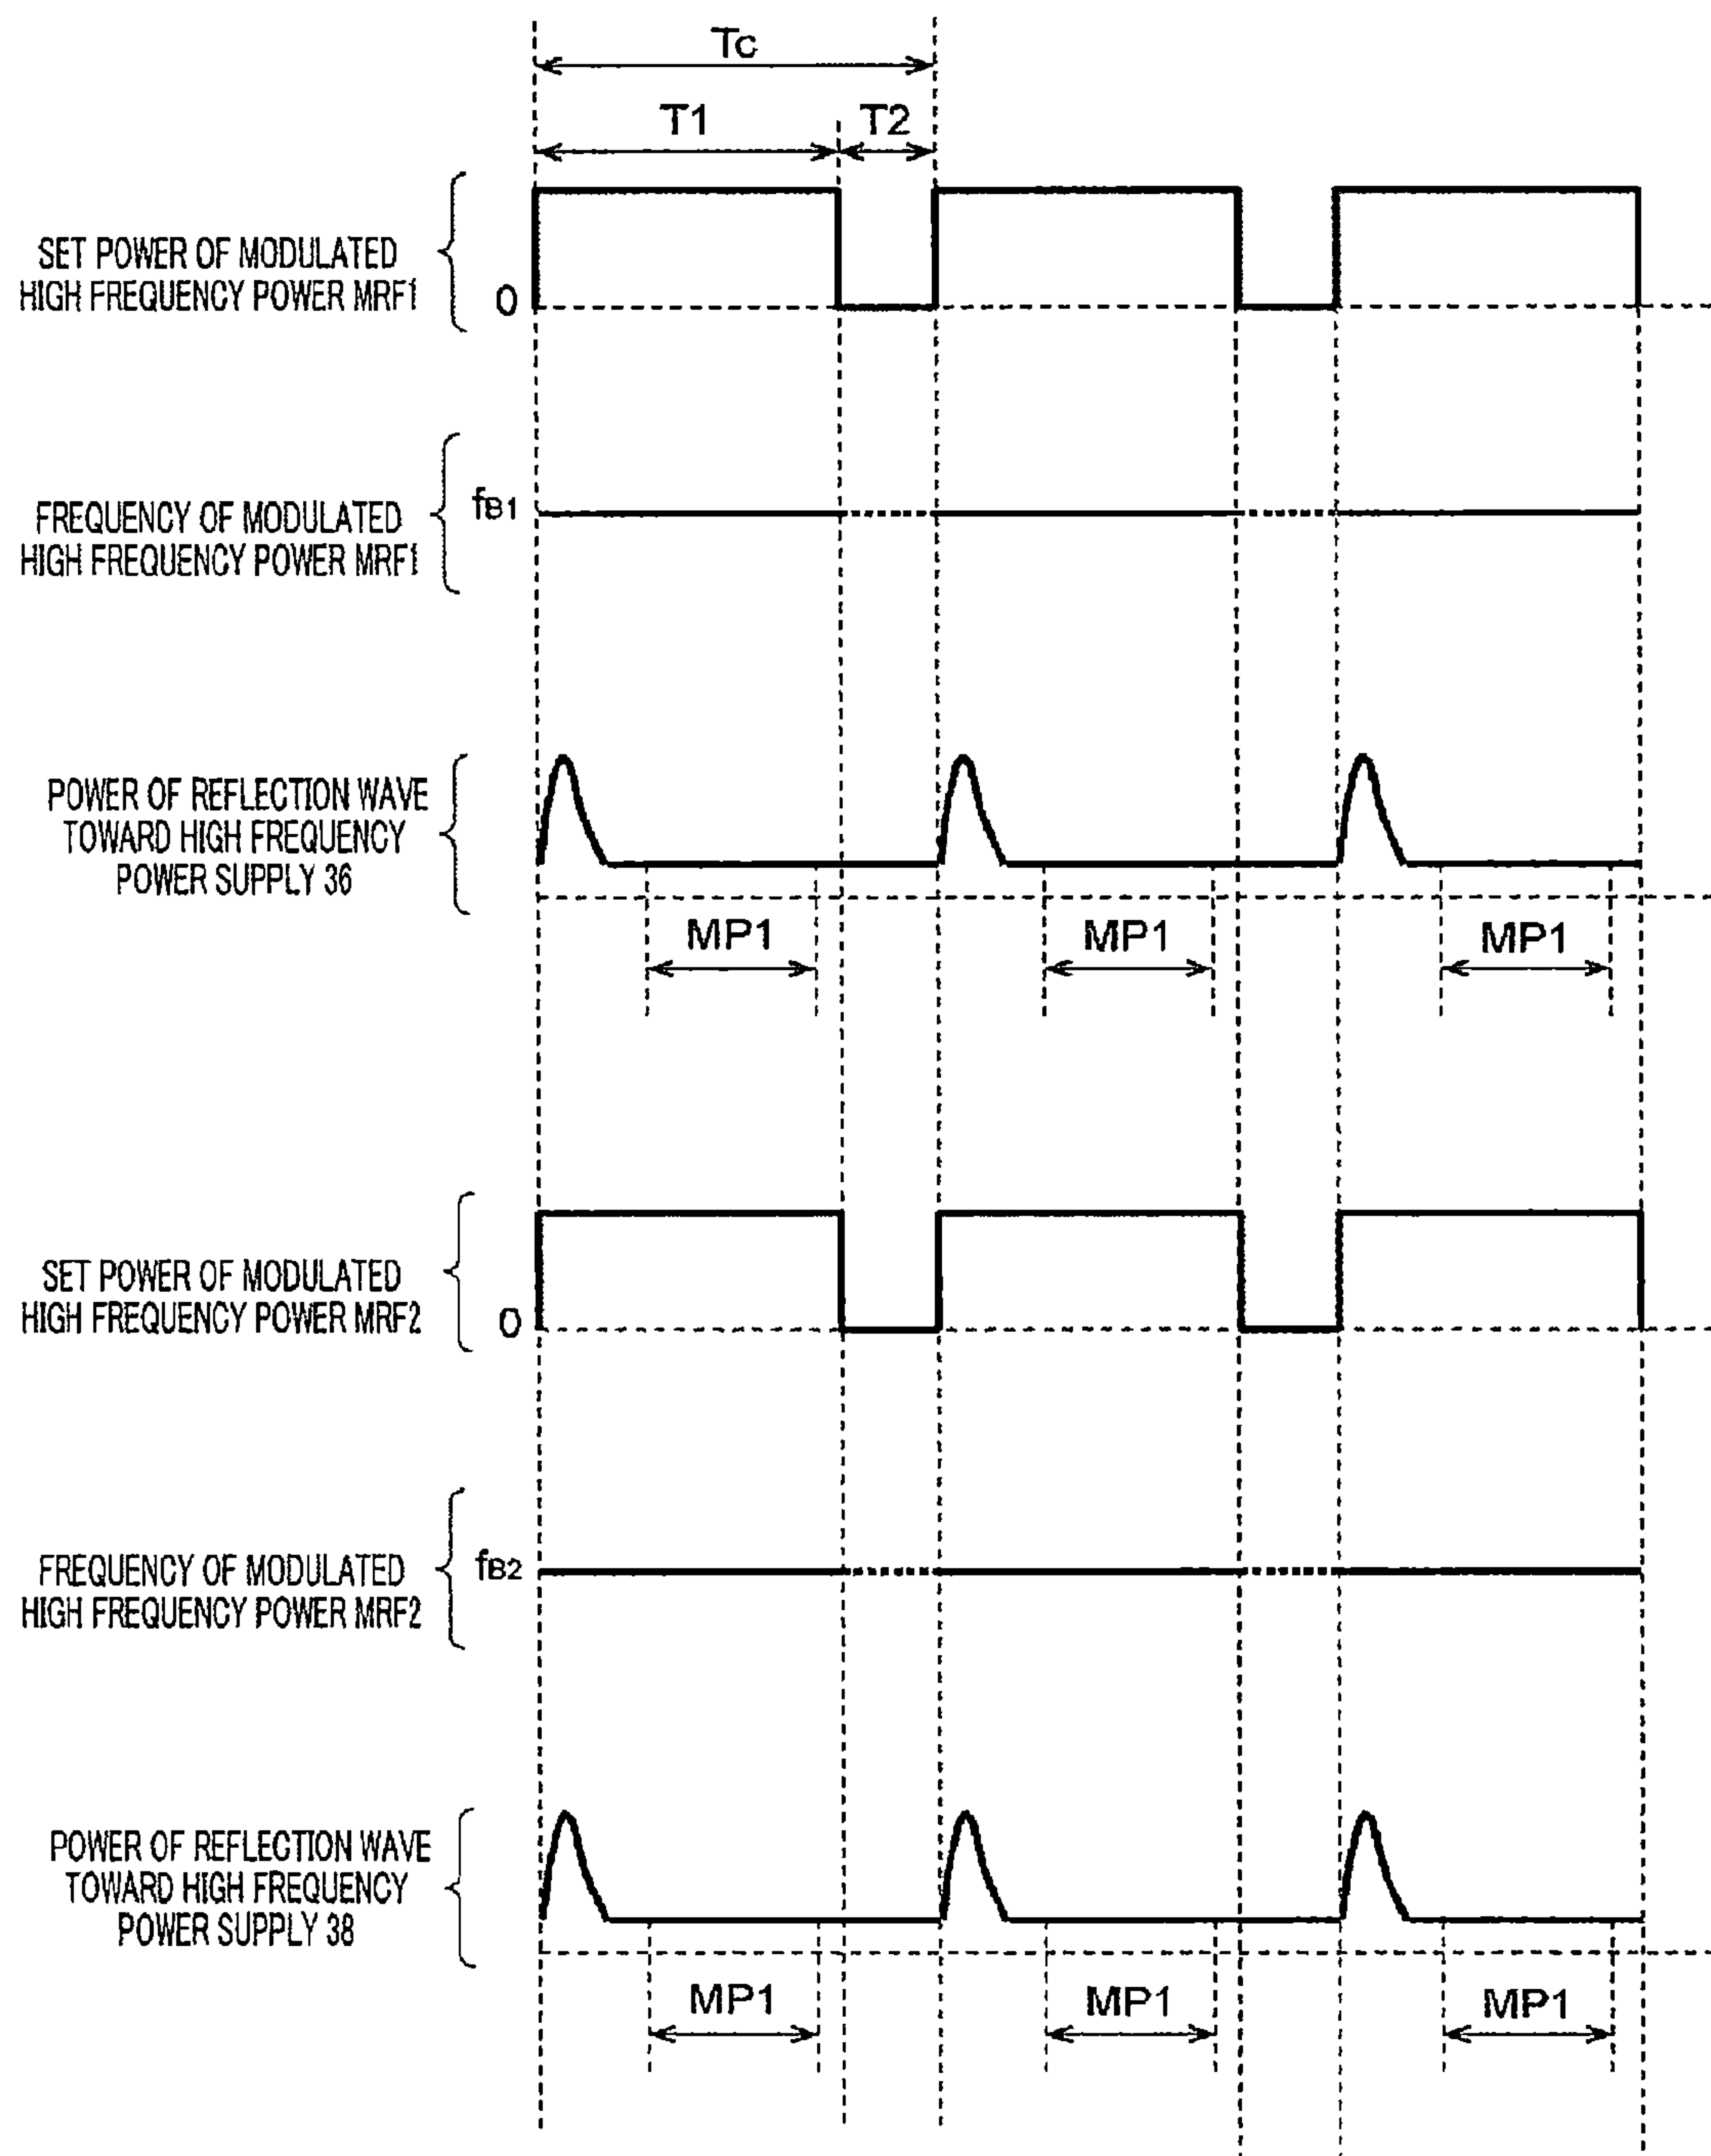 Tc
T1 T2
SET POWER OF MODULATED
HIGH FREQUENCY POWER MRF1
0
FREQUENCY OF MODULATED
HIGH FREQUENCY POWER MRF1
fB1
POWER OF REFLECTION WAVE
TOWARD HIGH FREQUENCY
POWER SUPPLY 36
MP1 MP1 MP1
SET POWER OF MODULATED
HIGH FREQUENCY POWER MRF2
0
FREQUENCY OF MODULATED
HIGH FREQUENCY POWER MRF2
fB2
POWER OF REFLECTION WAVE
TOWARD HIGH FREQUENCY
POWER SUPPLY 38
MP1 MP1 MP1